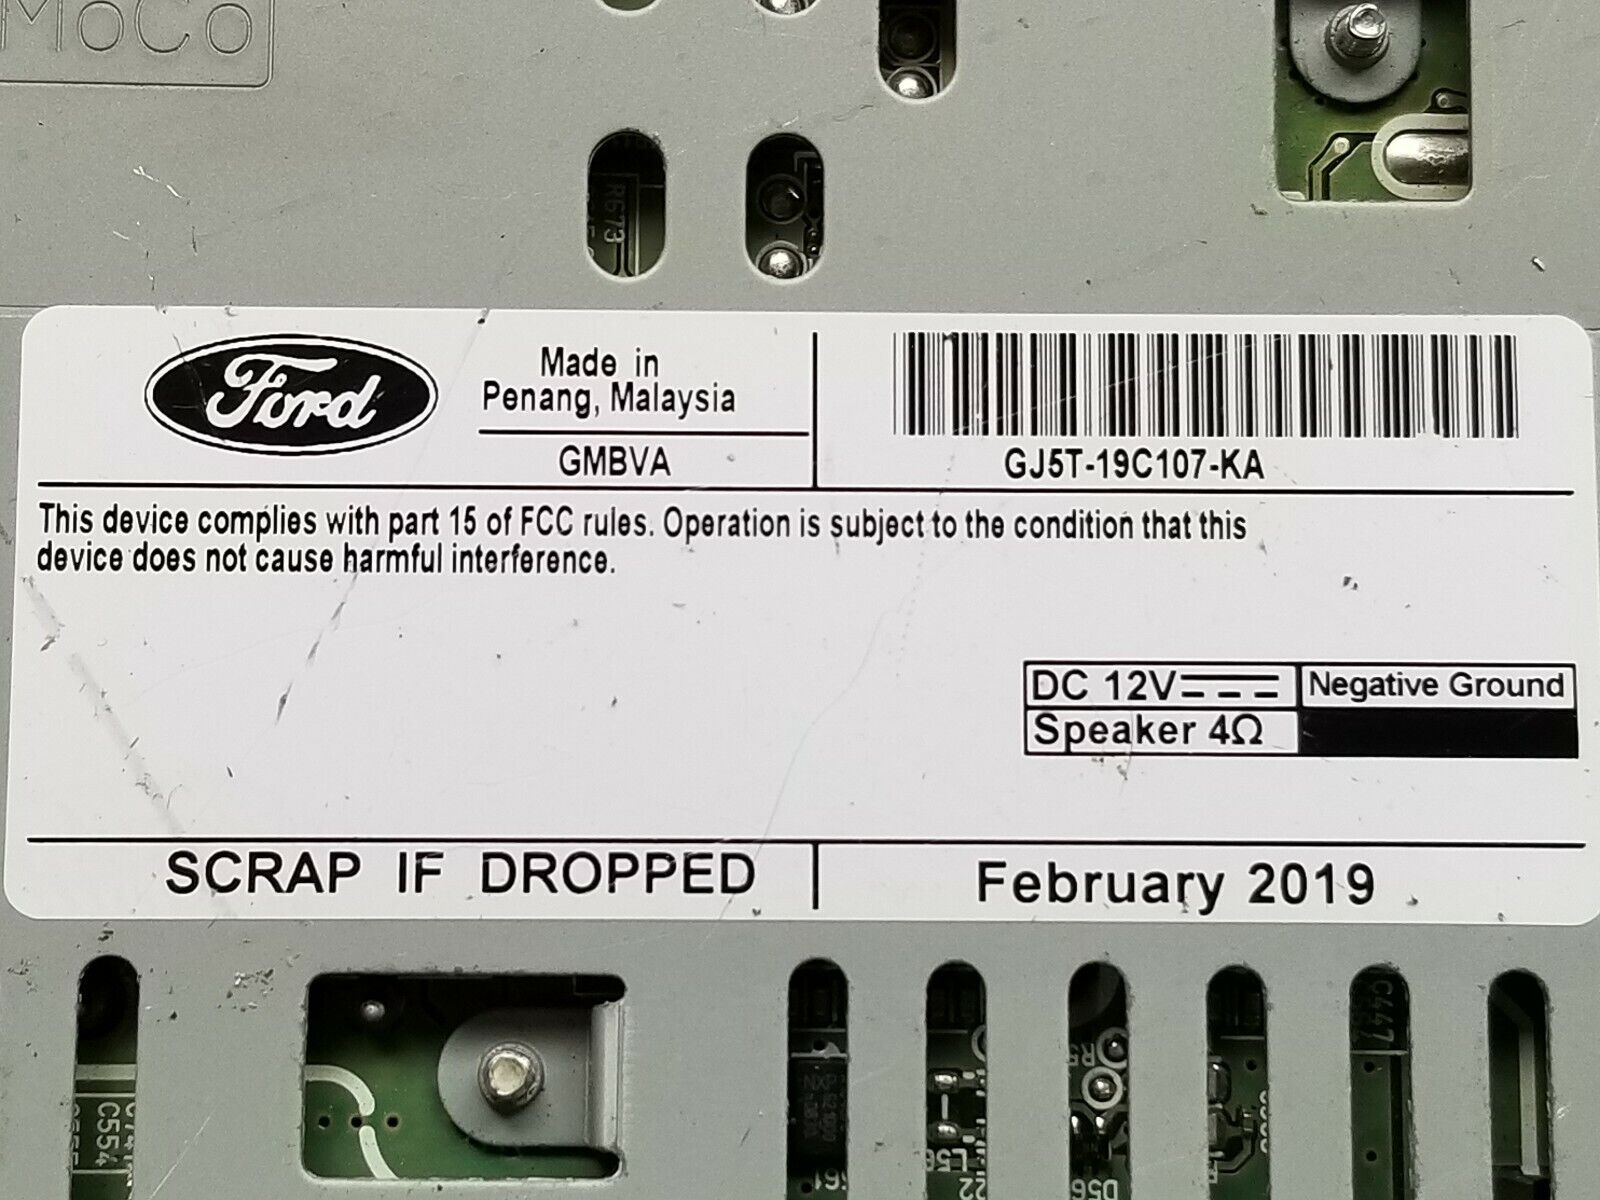 MoCo
R673
Ford
Made in
Penang, Malaysia
GMBVA
GJ5T-19C107-KA
This device complies with part 15 of FCC rules. Operation is subject to the condition that this
device does not cause harmful interference.
DC 12V
Negative Ground
Speaker 4Ω
SCRAP IF DROPPED
February 2019
C447
NXP
C554